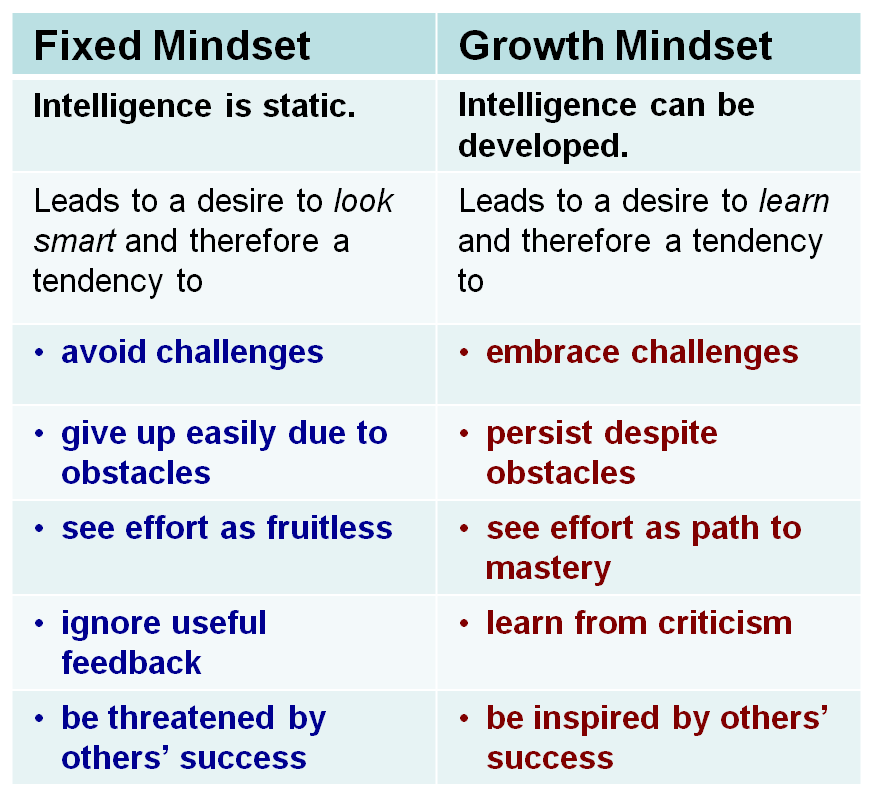 Fixed Mindset
Growth Mindset
Intelligence is static.
Intelligence can be
developed.
Leads to a desire to look
smart and therefore a
tendency to
Leads to a desire to learn
and therefore a tendency
to
• avoid challenges
• embrace challenges
• give up easily due to
obstacles
• persist despite
obstacles
• see effort as fruitless
• see effort as path to
mastery
• ignore useful
feedback
• learn from criticism
• be threatened by
others’ success
• be inspired by others’
success